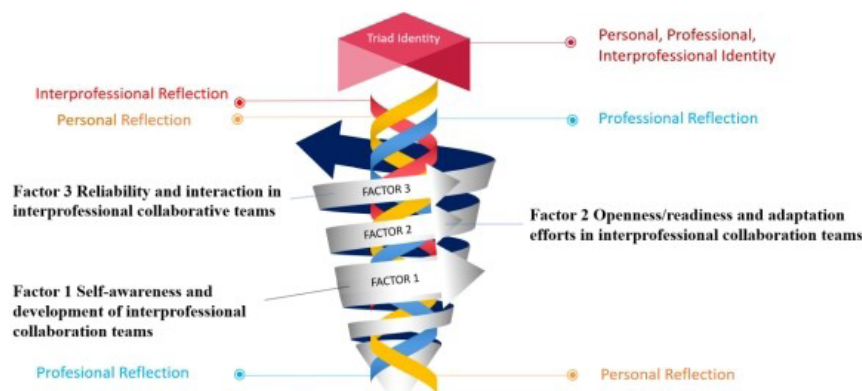 Triad Identity
Personal, Professional,
Interprofessional Identity
Interprofessional Reflection
Personal Reflection
Professional Reflection
FACTOR 3
Factor 3 Reliability and interaction in
interprofessional collaborative teams
FACTOR 2
Factor 2 Openness/readiness and adaptation
efforts in interprofessional collaboration teams
FACTOR 1
Factor 1 Self-awareness and
development of interprofessional
collaboration teams
Profesional Reflection
Personal Reflection